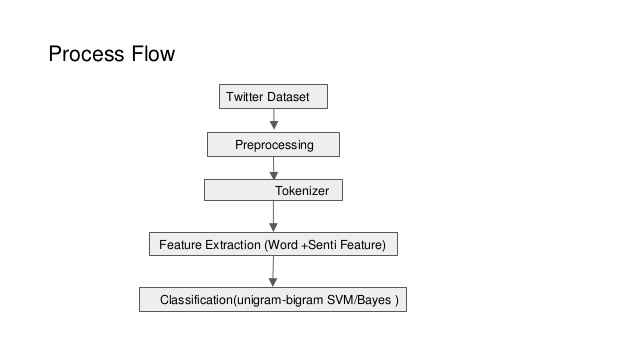 Process Flow
Twitter Dataset
Preprocessing
Tokenizer
Feature Extraction (Word +Senti Feature)
Classification(unigram-bigram SVM/Bayes )